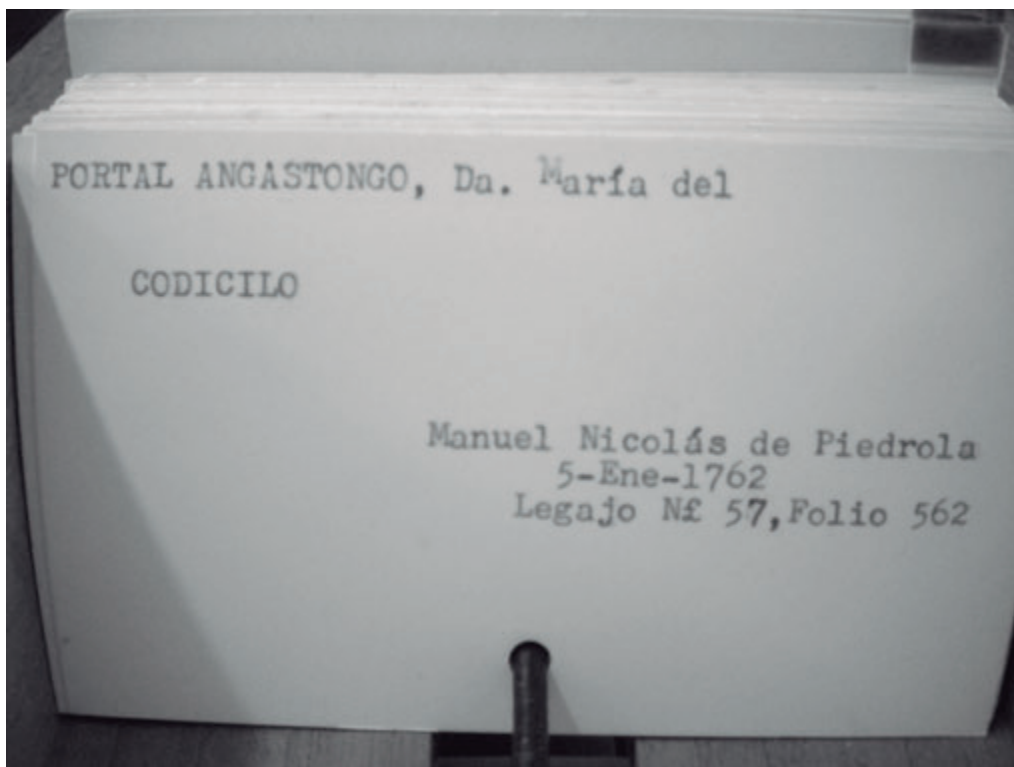 PORTAL ANGASTONGO, Da. María del
CODICILO
Manuel Nicolás de Piedrola
5-Ene-1762
Legajo N£ 57,Folio 562